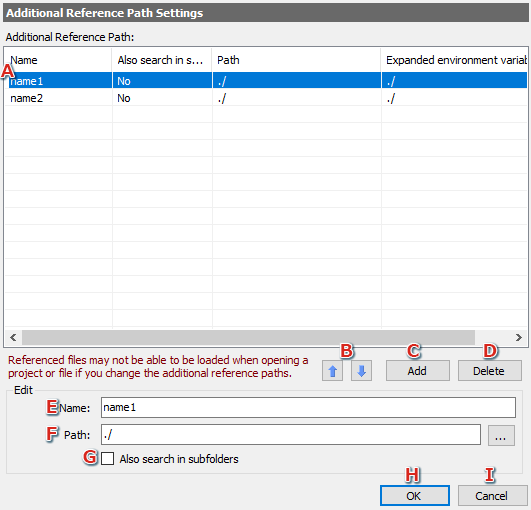 Additional Reference Path Settings
Additional Reference Path:
Name Also search in s... Path Expanded environment variab
A name1 No ./ ./
name2 No ./ ./
B C D
Referenced files may not be able to be loaded when opening a
project or file if you change the additional reference paths.
Add Delete
Edit
E Name: name1
F Path: ./ ...
G Also search in subfolders
H I
OK Cancel